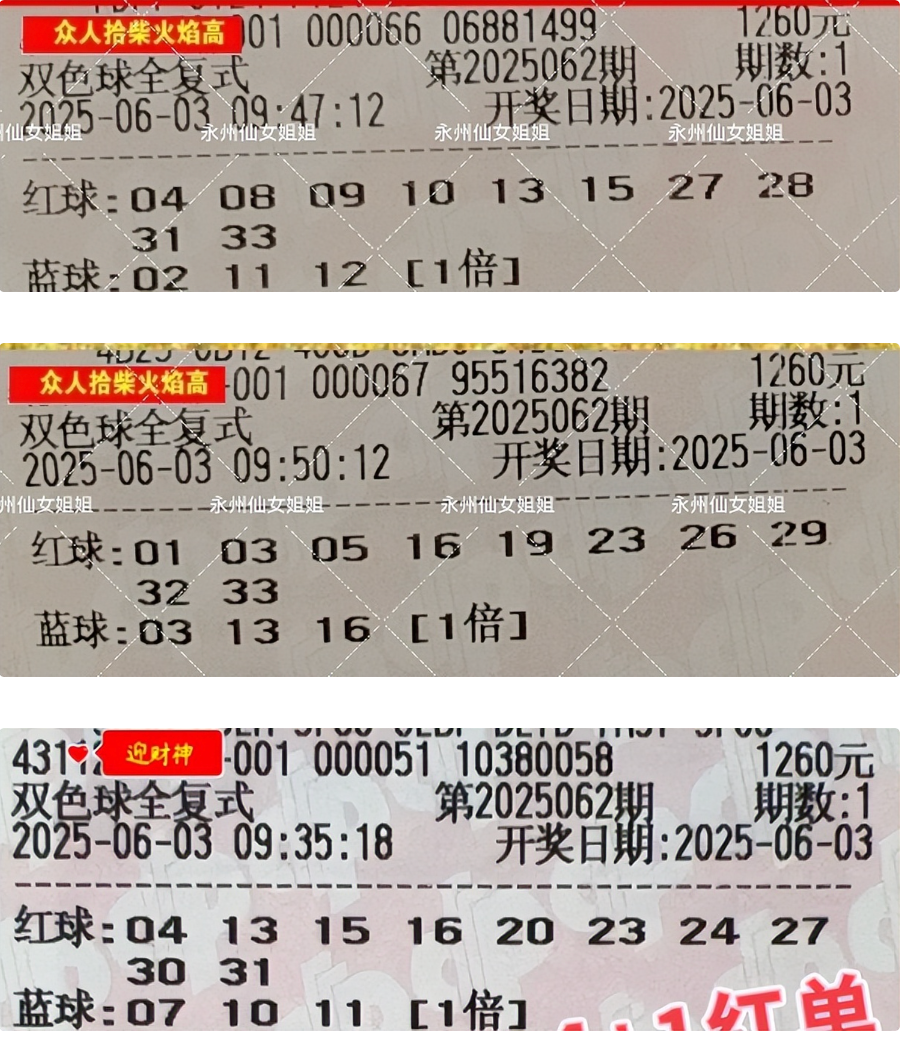 众人拾柴火焰高
001 000066 06881499 1260元
双色球全复式 第2025062期 期数:1
2025-06-03 09:47:12 开奖日期:2025-06-03
永州仙女姐姐 永州仙女姐姐 永州仙女姐姐 州仙女姐姐
红球:04 08 09 10 13 15 27 28
31 33
蓝球:02 11 12 [1倍]
众人拾柴火焰高
-001 000067 95516382 1260元
双色球全复式 第2025062期 期数:1
2025-06-03 09:50:12 开奖日期:2025-06-03
州仙女姐姐 永州仙女姐姐 永州仙女姐姐 永州仙女姐姐
红球:01 03 05 16 19 23 26 29
32 33
蓝球:03 13 16 [1倍]
4311 迎财神 -001 000051 10380058 1260元
双色球全复式 第2025062期 期数:1
2025-06-03 09:35:18 开奖日期:2025-06-03
红球:04 13 15 16 20 23 24 27
30 31
蓝球:07 10 11 [1倍]
+1红单